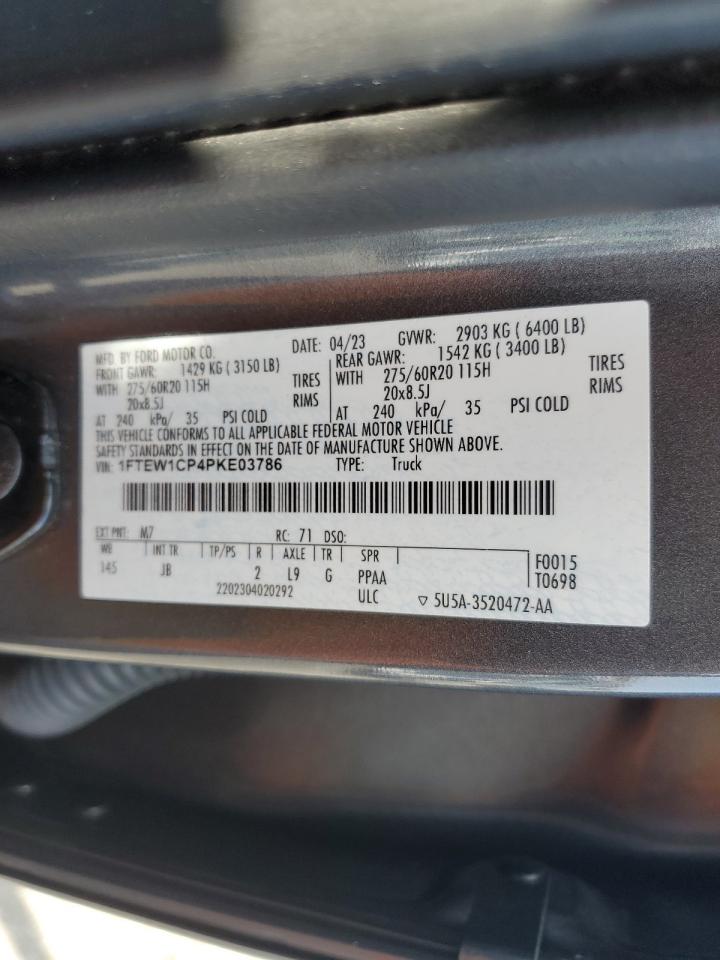 MFD. BY FORD MOTOR CO. DATE: 04/23 GVWR: 2903 KG ( 6400 LB)
FRONT GAWR: 1429 KG ( 3150 LB) REAR GAWR: 1542 KG ( 3400 LB)
WITH 275/60R20 115H TIRES WITH 275/60R20 115H TIRES
20x8.5J RIMS 20x8.5J RIMS
AT 240 kPa/ 35 PSI COLD AT 240 kPa/ 35 PSI COLD
THIS VEHICLE CONFORMS TO ALL APPLICABLE FEDERAL MOTOR VEHICLE
SAFETY STANDARDS IN EFFECT ON THE DATE OF MANUFACTURE SHOWN ABOVE.
VIN: 1FTEW1CP4PKE03786 TYPE: Truck
EXT PNT: M7 RC: 71 DSO:
WB INT TR TP/PS R AXLE TR SPR F0015
145 JB 2 L9 G PPAA T0698
2202304020292 ULC ▽ 5U5A-3520472-AA